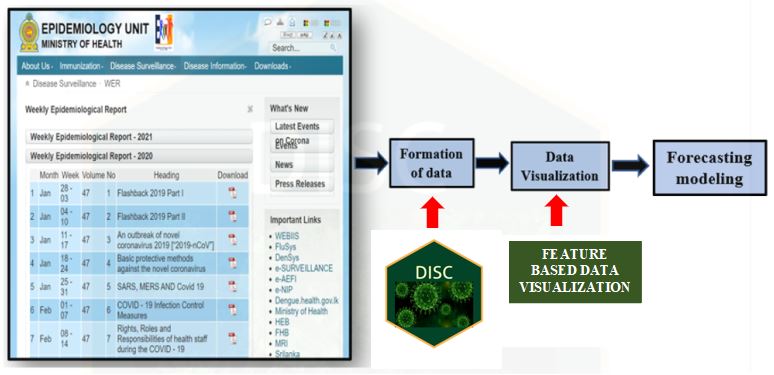 EPIDEMIOLOGY UNIT
MINISTRY OF HEALTH
Search...
About Us - Immunization - Disease Surveillance - Disease Information - Downloads -
Disease Surveillance WER
Weekly Epidemiological Report
Weekly Epidemiological Report - 2021
Weekly Epidemiological Report - 2020
Month Week Volume No Heading Download
1 Jan 28 - 03 47 1 Flashback 2019 Part I
2 Jan 04 - 10 47 2 Flashback 2019 Part II
3 Jan 11 - 17 47 3 An outbreak of novel
coronavirus 2019 ["2019-nCoV"]
4 Jan 18 - 24 47 4 Basic protective methods
against the novel coronavirus
5 Jan 25 - 31 47 5 SARS, MERS AND Covid 19
6 Feb 01 - 07 47 6 COVID - 19 Infection Control
Measures
7 Feb 08 - 14 47 7 Rights, Roles and
Responsibilities of health staff
during the COVID - 19
What's New
Latest Events
on Corona
Events
News
Press Releases
Important Links
WEBIIS
FluSys
DenSys
e-SURVEILLANCE
e-AEFI
e-NIP
Dengue.health.gov.lk
Ministry of Health
HEB
FHB
MRI
Srilanka
Formation
of data
Data
Visualization
Forecasting
modeling
DISC
FEATURE
BASED DATA
VISUALIZATION
DISC